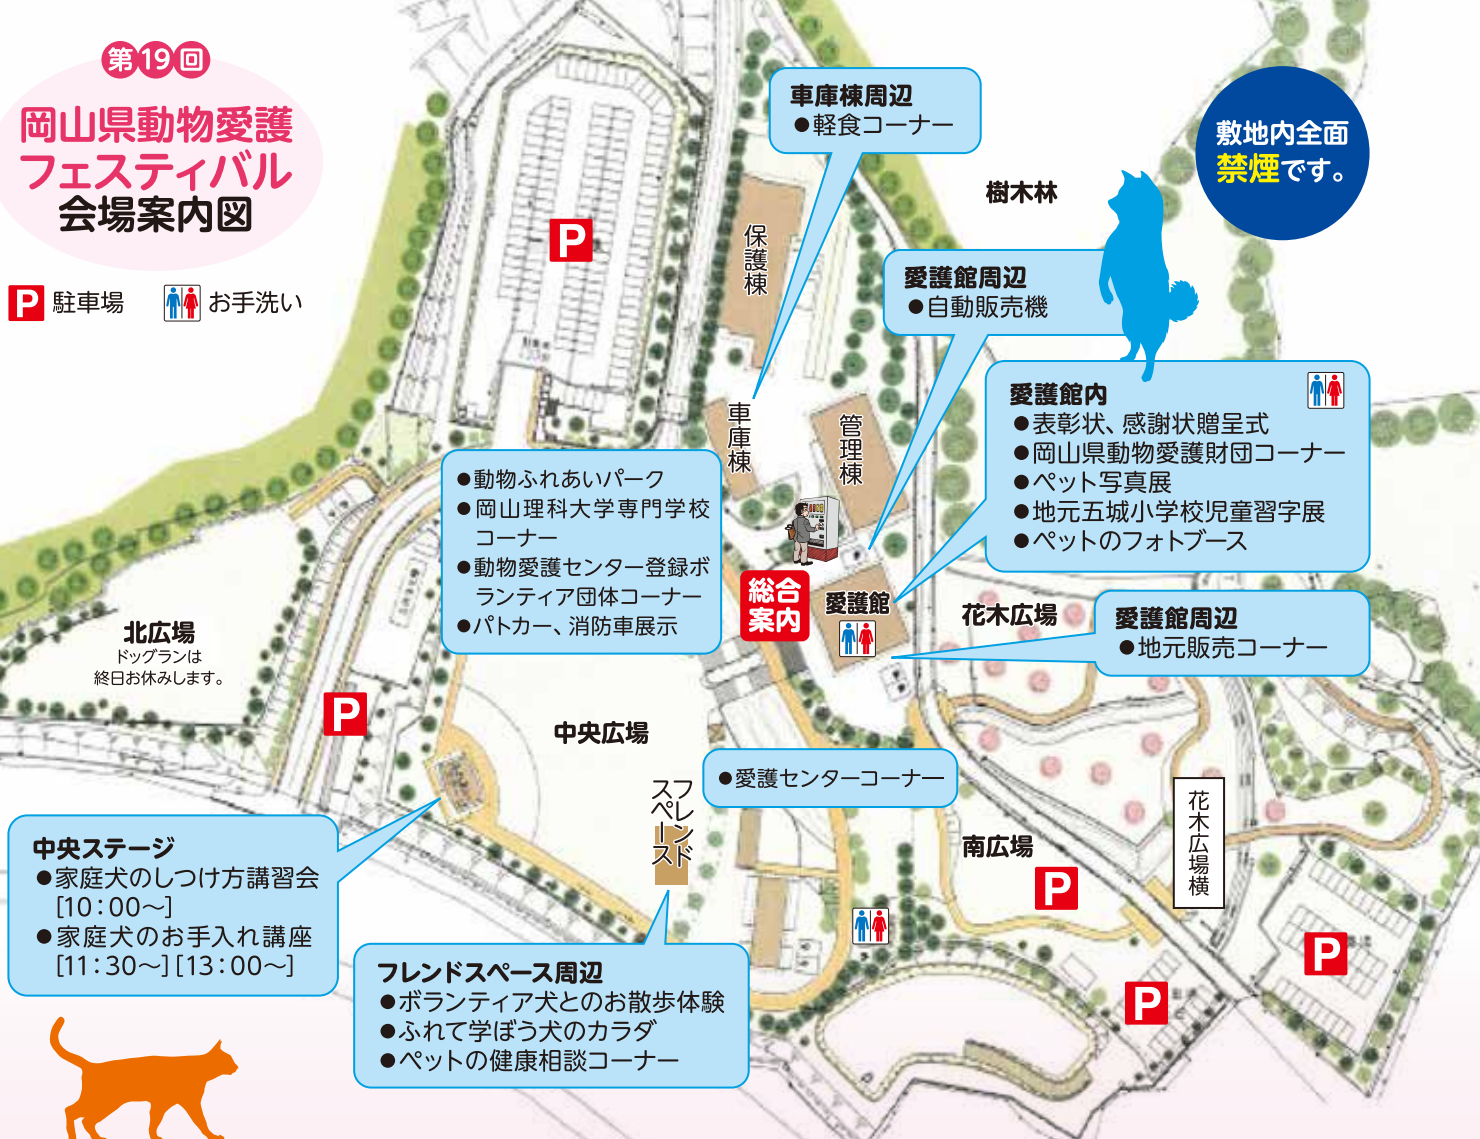 第19回
岡山県動物愛護
フェスティバル
会場案内図
P 駐車場
お手洗い
車庫棟周辺
●軽食コーナー
敷地内全面
禁煙です。
樹木林
P
保護棟
愛護館周辺
●自動販売機
愛護館内
●表彰状、感謝状贈呈式
●岡山県動物愛護財団コーナー
●ペット写真展
●地元五城小学校児童習字展
●ペットのフォトブース
車庫棟
管理棟
●動物ふれあいパーク
●岡山理科大学専門学校
コーナー
●動物愛護センター登録ボ
ランティア団体コーナー
●パトカー、消防車展示
総合
案内
愛護館
花木広場
愛護館周辺
●地元販売コーナー
北広場
ドッグランは
終日お休みします。
P
中央広場
●愛護センターコーナー
フレンド
スペース
花木広場横
南広場
P
中央ステージ
●家庭犬のしつけ方講習会
[10：00～]
●家庭犬のお手入れ講座
[11：30～][13：00～]
フレンドスペース周辺
●ボランティア犬とのお散歩体験
●ふれて学ぼう犬のカラダ
●ペットの健康相談コーナー
P
P